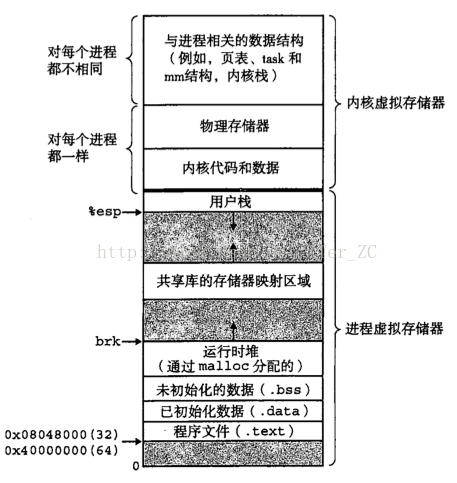 对每个进程
都不相同
与进程相关的数据结构
（例如，页表、task 和
mm结构，内核栈）
内核虚拟存储器
对每个进程
都一样
物理存储器
内核代码和数据
用户栈
%esp
共享库的存储器映射区域
进程虚拟存储器
brk
运行时堆
（通过 malloc 分配的）
未初始化的数据（.bss）
已初始化数据（.data）
程序文件（.text）
0x08048000 (32)
0x40000000 (64)
0